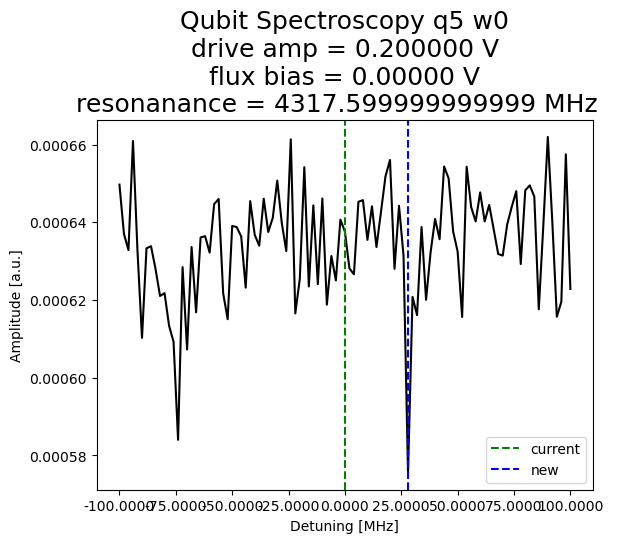 Qubit Spectroscopy q5 w0
drive amp = 0.200000 V
flux bias = 0.00000 V
resonanance = 4317.599999999999 MHz
0.00066
0.00064
0.00062
0.00060
0.00058
Amplitude [a.u.]
current
new
-100.0000 -75.0000 -50.0000 -25.0000 0.0000 25.0000 50.0000 75.0000 100.0000
Detuning [MHz]